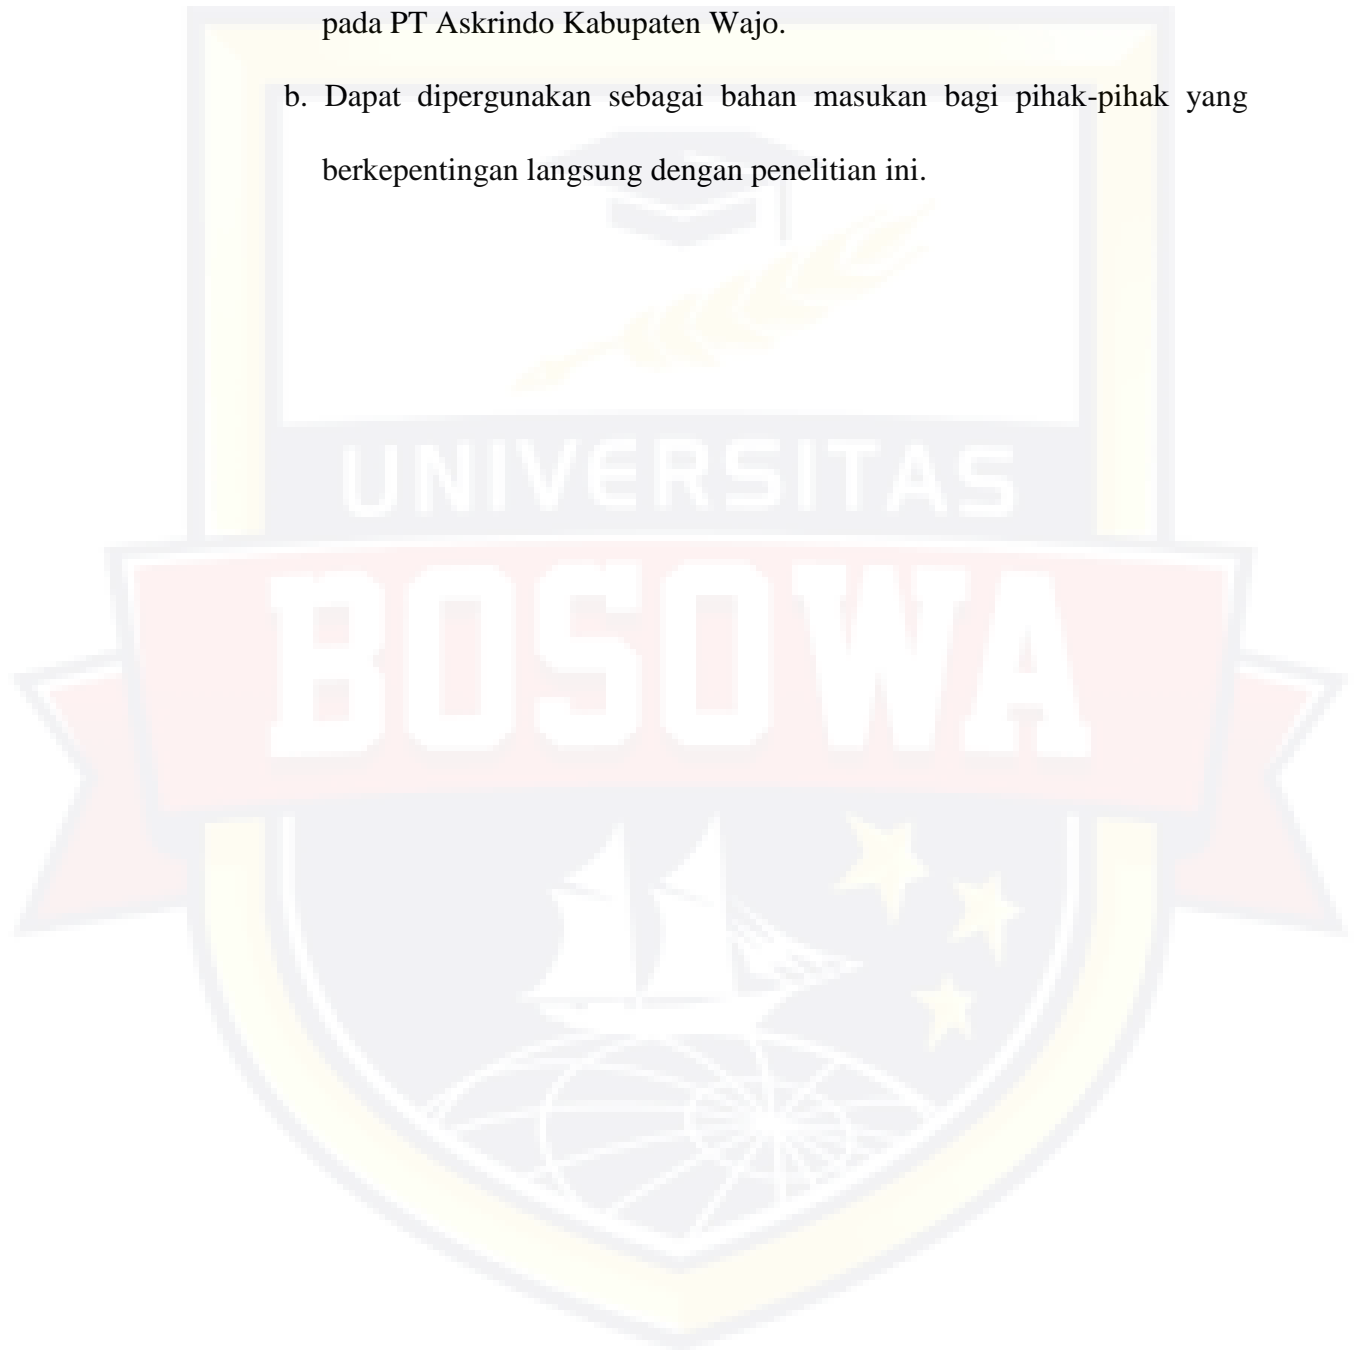 pada PT Askrindo Kabupaten Wajo.
b. Dapat dipergunakan sebagai bahan masukan bagi pihak-pihak yang
berkepentingan langsung dengan penelitian ini.
UNIVERSITAS
BOSOWA